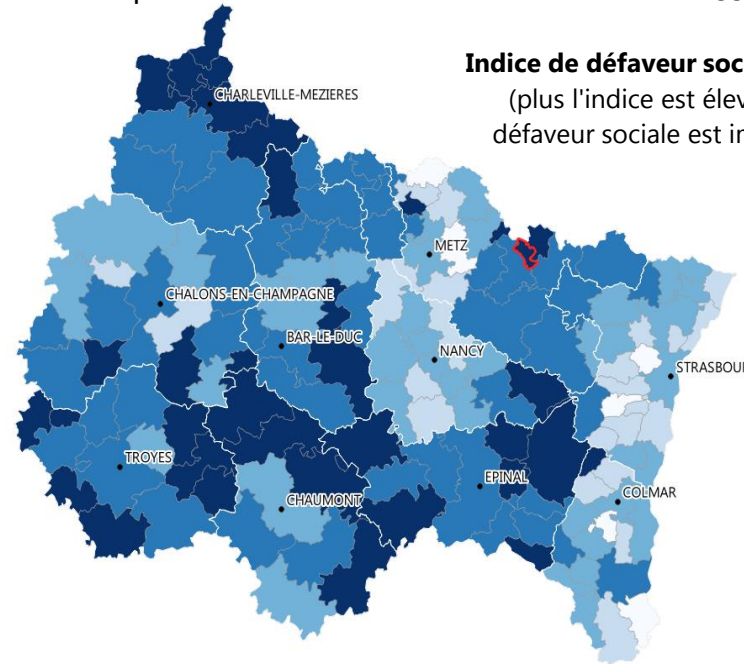 Indice de défaveur soc
(plus l'indice est élev
défaveur sociale est i
CHARLEVILLE-MEZIERES
METZ
CHALONS-EN-CHAMPAGNE
BAR-LE-DUC
NANCY
STRASBOU
TROYES
EPINAL
CHAUMONT
COLMAR